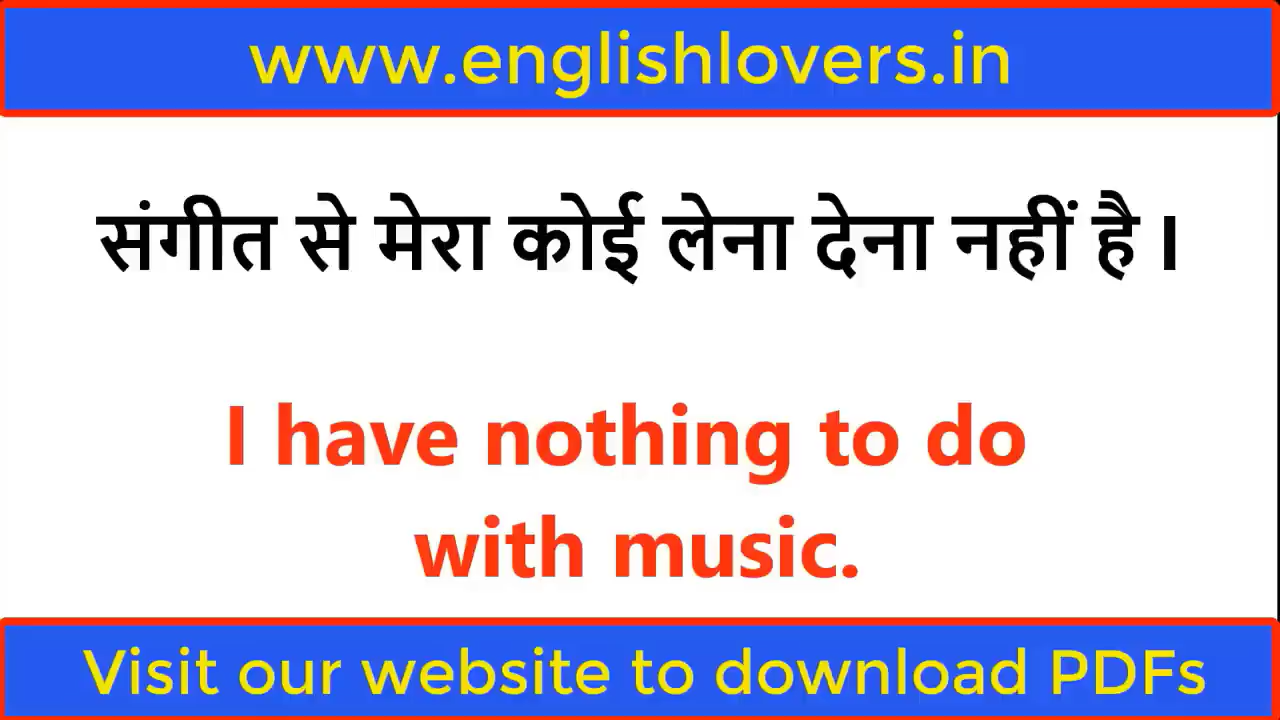 www.englishlovers.in
संगीत से मेरा कोई लेना देना नहीं है ।
I have nothing to do
with music.
Visit our website to download PDFs